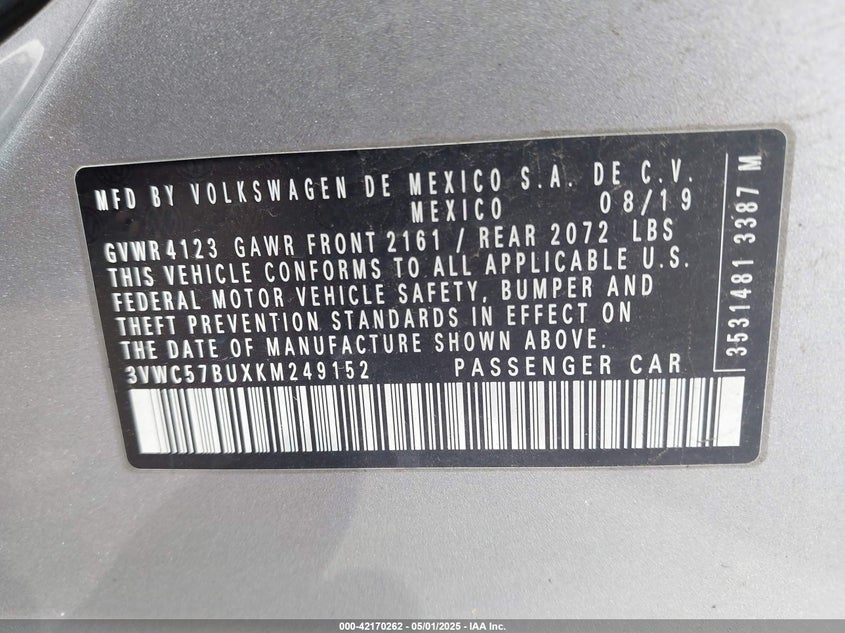 MFD BY VOLKSWAGEN DE MEXICO S.A. DE C.V.
MEXICO 08/19
GVWR 4123 GAWR FRONT 2161 / REAR 2072 LBS
THIS VEHICLE CONFORMS TO ALL APPLICABLE U.S.
FEDERAL MOTOR VEHICLE SAFETY, BUMPER AND
THEFT PREVENTION STANDARDS IN EFFECT ON
THE DATE OF MANUFACTURE SHOWN ABOVE.
3VWC57BUXKM249152 PASSENGER CAR
3531481 3387 M
000-42170262 - 05/01/2025 - IAA Inc.